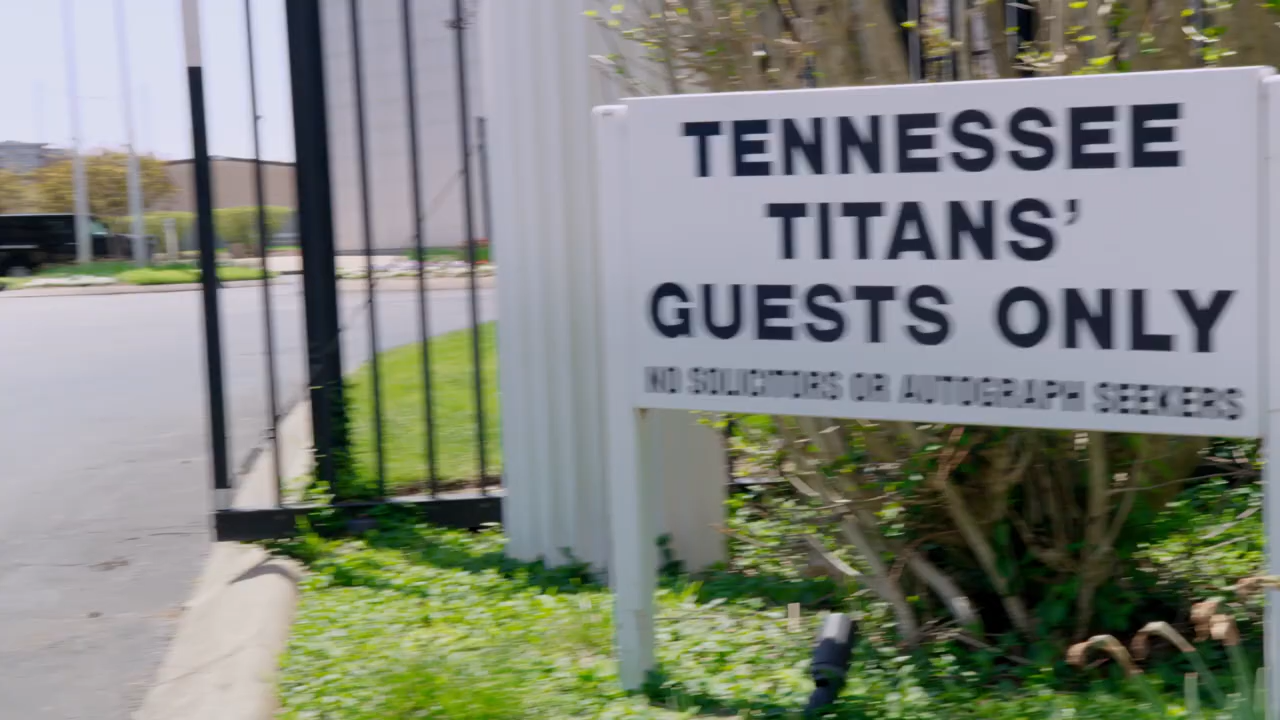 TENNESSEE
TITANS’
GUESTS ONLY
NO SOLICITORS OR AUTOGRAPH SEEKERS